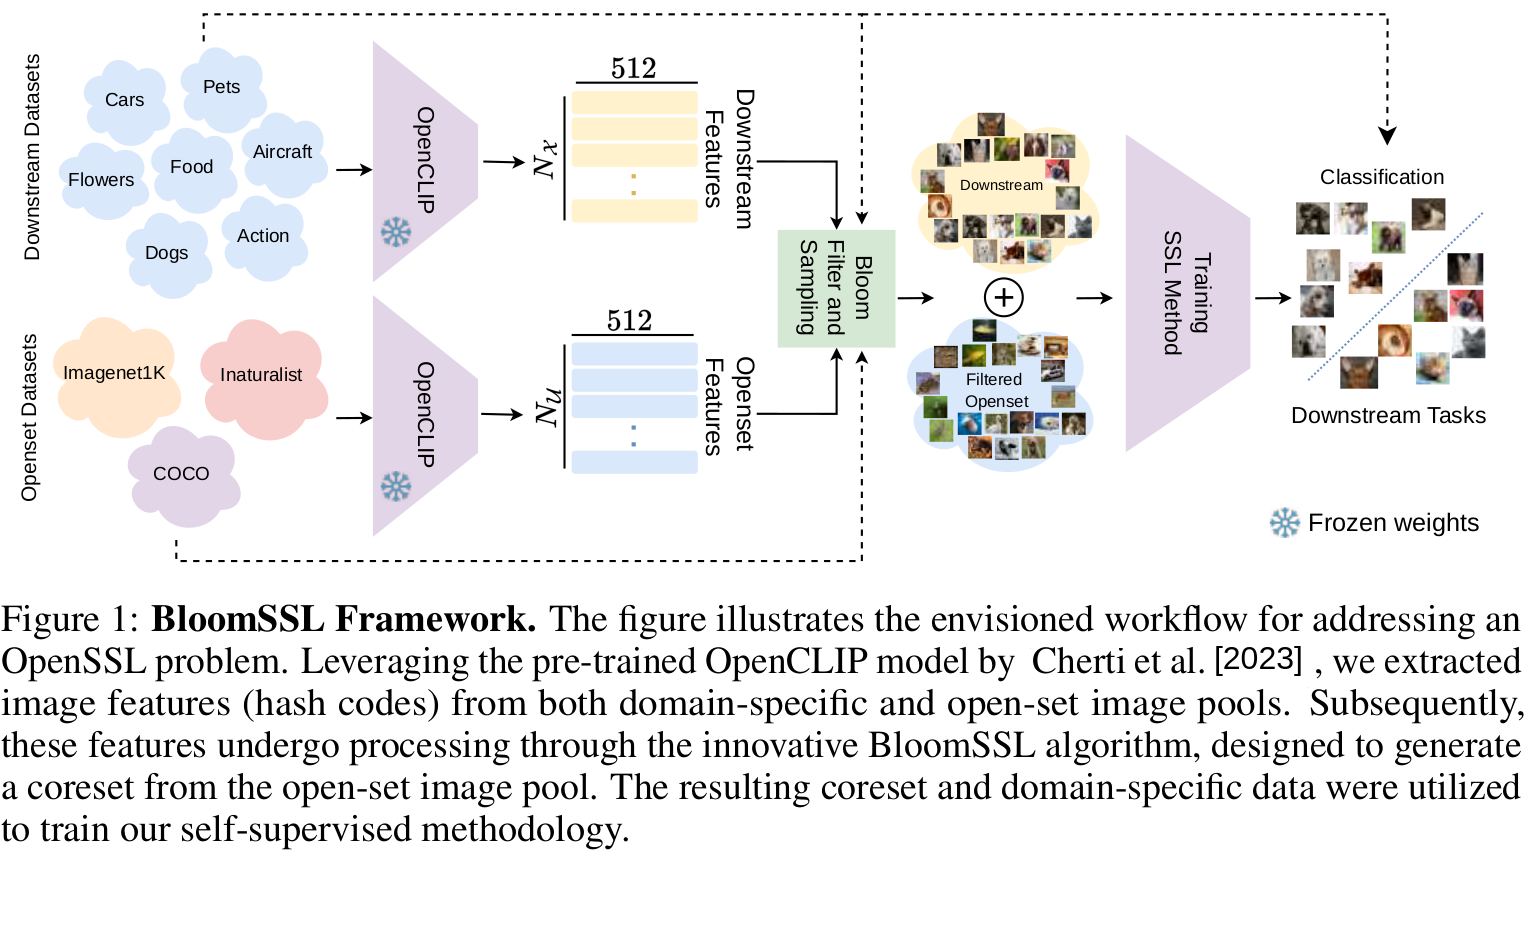 Downstream Datasets
Cars
Pets
Flowers
Food
Aircraft
Dogs
Action
OpenCLIP
512
Nx
Downstream
Features
Openset Datasets
Imagenet1K
Inaturalist
COCO
OpenCLIP
512
Nu
Openset
Features
Bloom
Filter and
Sampling
Downstream
+
Filtered
Openset
Training
SSL Method
Classification
Downstream Tasks
Frozen weights
Figure 1: BloomSSL Framework. The figure illustrates the envisioned workflow for addressing an
OpenSSL problem. Leveraging the pre-trained OpenCLIP model by Cherti et al. [2023] , we extracted
image features (hash codes) from both domain-specific and open-set image pools. Subsequently,
these features undergo processing through the innovative BloomSSL algorithm, designed to generate
a coreset from the open-set image pool. The resulting coreset and domain-specific data were utilized
to train our self-supervised methodology.